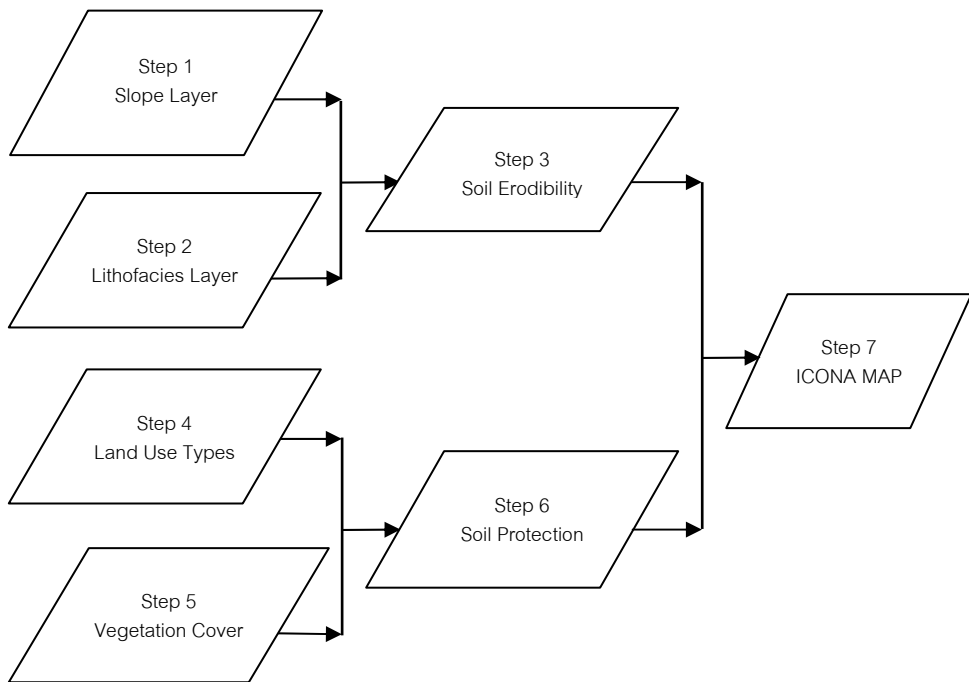 Step 1
Slope Layer
Step 2
Lithofacies Layer
Step 3
Soil Erodibility
Step 4
Land Use Types
Step 5
Vegetation Cover
Step 6
Soil Protection
Step 7
ICONA MAP